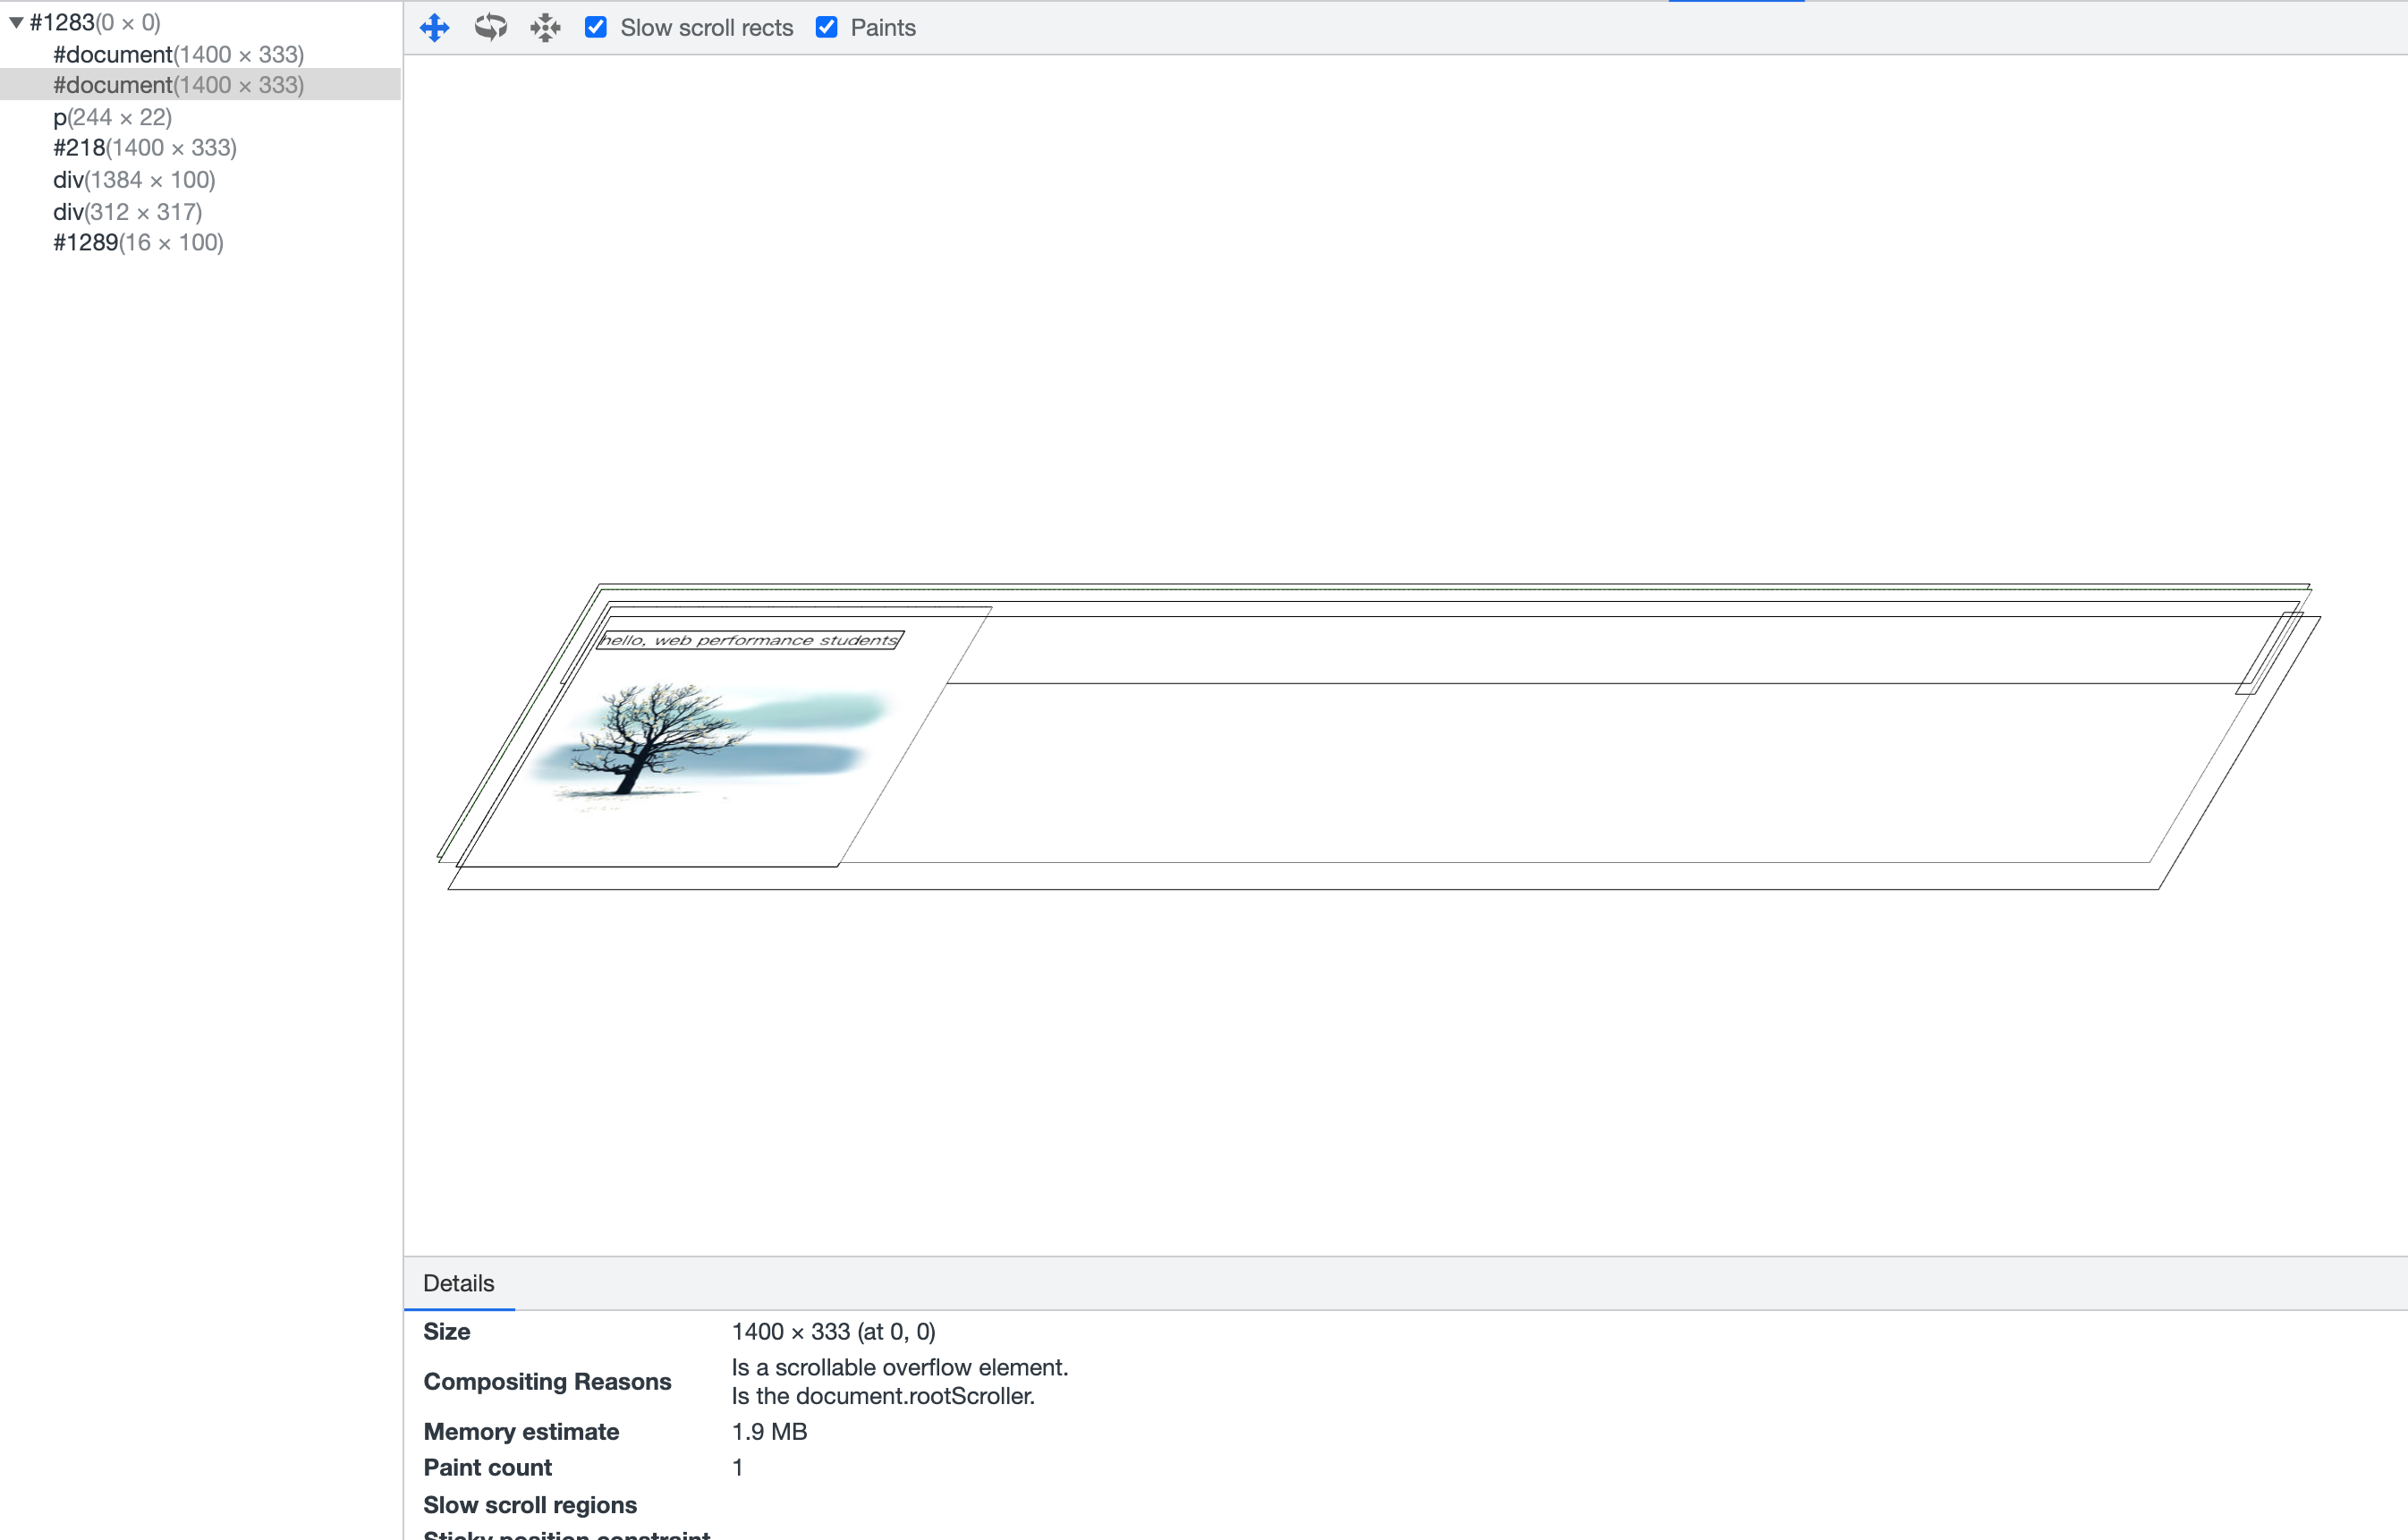 #1283(0 × 0)
#document(1400 × 333)
#document(1400 × 333)
p(244 × 22)
#218(1400 × 333)
div(1384 × 100)
div(312 × 317)
#1289(16 × 100)
Slow scroll rects Paints
hello, web performance students
Details
Size 1400 × 333 (at 0, 0)
Compositing Reasons Is a scrollable overflow element.
Is the document.rootScroller.
Memory estimate 1.9 MB
Paint count 1
Slow scroll regions
Sticky position constraint